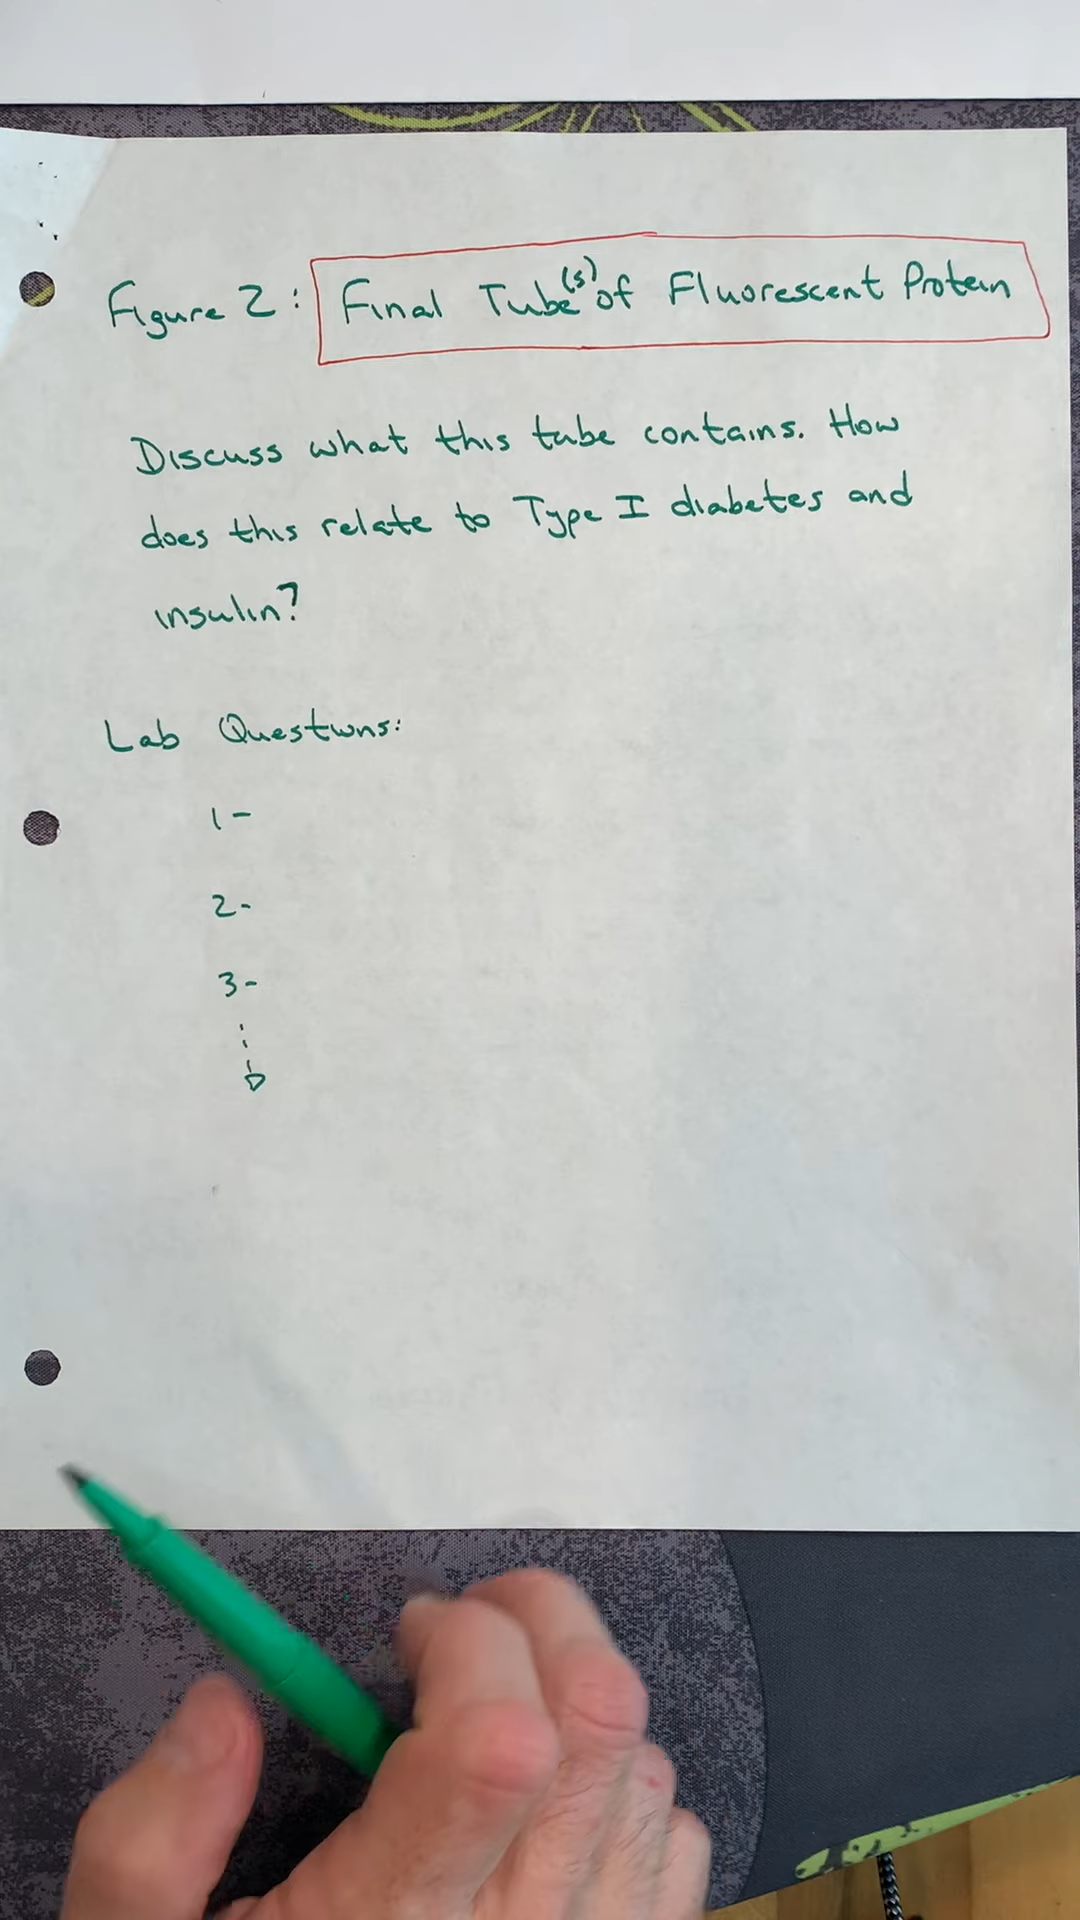 Figure 2: Final Tube(s) of Fluorescent Protein
Discuss what this tube contains. How
does this relate to Type I diabetes and
insulin?
Lab Questions:
1-
2-
3-